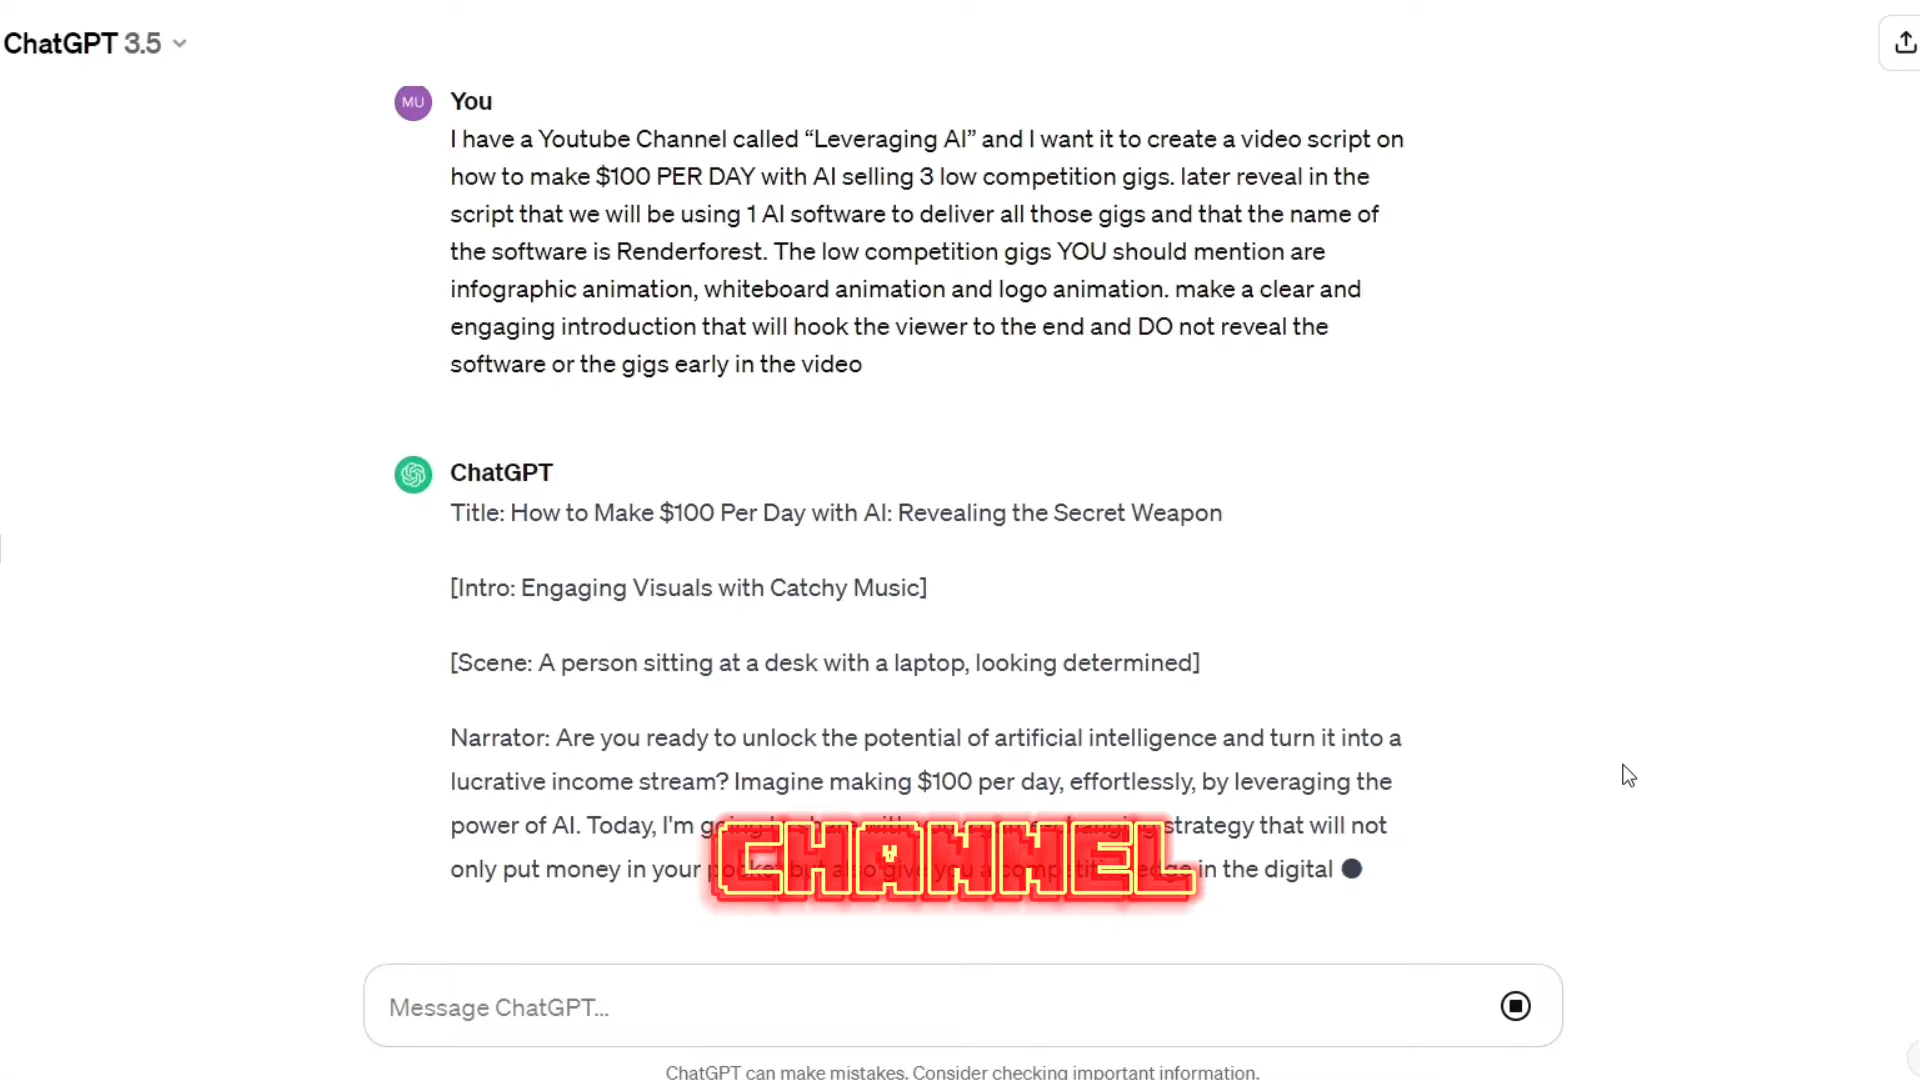 ChatGPT 3.5
MU
You
I have a Youtube Channel called “Leveraging AI” and I want it to create a video script on
how to make $100 PER DAY with AI selling 3 low competition gigs. later reveal in the
script that we will be using 1 AI software to deliver all those gigs and that the name of
the software is Renderforest. The low competition gigs YOU should mention are
infographic animation, whiteboard animation and logo animation. make a clear and
engaging introduction that will hook the viewer to the end and DO not reveal the
software or the gigs early in the video
ChatGPT
Title: How to Make $100 Per Day with AI: Revealing the Secret Weapon
[Intro: Engaging Visuals with Catchy Music]
[Scene: A person sitting at a desk with a laptop, looking determined]
Narrator: Are you ready to unlock the potential of artificial intelligence and turn it into a
lucrative income stream? Imagine making $100 per day, effortlessly, by leveraging the
power of AI. Today, I'm strategy that will not
only put money in your pocket but also give you a competitive edge in the digital
CHANNEL
Message ChatGPT...
ChatGPT can make mistakes. Consider checking important information.